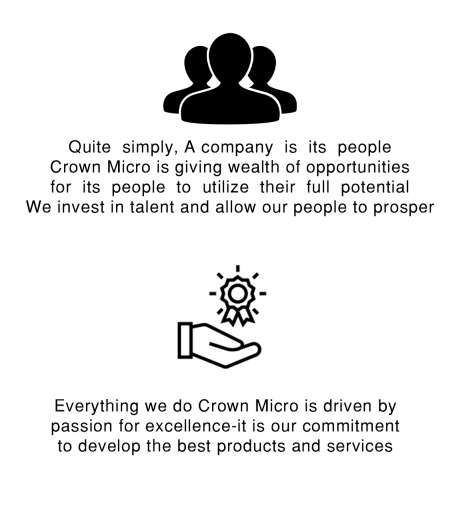 Quite simply, A company is its people
Crown Micro is giving wealth of opportunities
for its people to utilize their full potential
We invest in talent and allow our people to prosper
Everything we do Crown Micro is driven by
passion for excellence-it is our commitment
to develop the best products and services